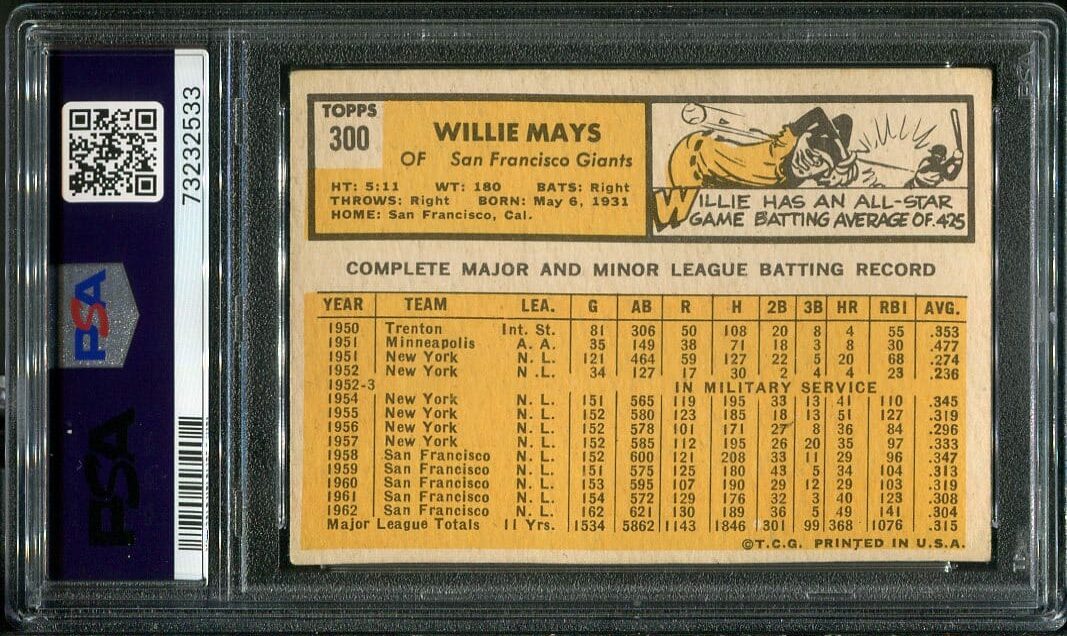 73232533
PSA
PSA
TOPPS
300
WILLIE MAYS
OF San Francisco Giants
HT: 5:11 WT: 180 BATS: Right
THROWS: Right BORN: May 6, 1931
HOME: San Francisco, Cal.
WILLIE HAS AN ALL-STAR
GAME BATTING AVERAGE OF .425
COMPLETE MAJOR AND MINOR LEAGUE BATTING RECORD
YEAR TEAM LEA. G AB R H 2B 3B HR RBI AVG.
1950 Trenton Int. St. 81 306 50 108 20 8 4 55 .353
1951 Minneapolis A. A. 35 149 38 71 18 3 8 30 .477
1951 New York N. L. 121 464 59 127 22 5 20 68 .274
1952 New York N .L. 34 127 17 30 2 4 4 23 .236
1952-3 IN MILITARY SERVICE
1954 New York N. L. 151 565 119 195 33 13 41 110 .345
1955 New York N. L. 152 580 123 185 18 13 51 127 .319
1956 New York N. L. 152 578 101 171 27 8 36 84 .296
1957 New York N. L. 152 585 112 195 26 20 35 97 .333
1958 San Francisco N. L. 152 600 121 208 33 11 29 96 .347
1959 San Francisco N. L. 151 575 125 180 43 5 34 104 .313
1960 San Francisco N. L. 153 595 107 190 29 12 29 103 .319
1961 San Francisco N. L. 154 572 129 176 32 3 40 123 .308
1962 San Francisco N. L. 162 621 130 189 36 5 49 141 .304
Major League Totals 11 Yrs. 1534 5862 1143 1846 301 99 368 1076 .315
©T.C.G. PRINTED IN U.S.A.